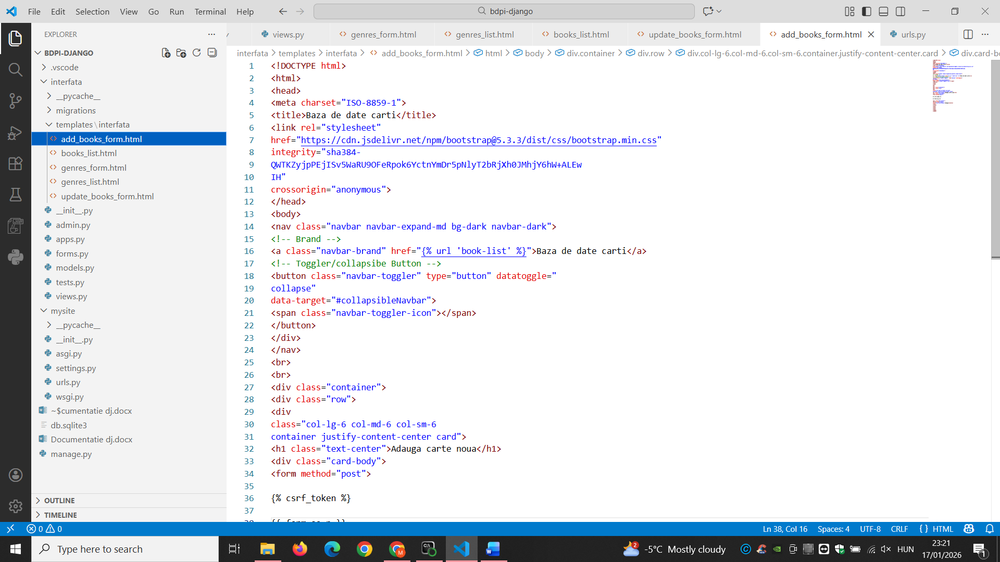 File Edit Selection View Go Run Terminal Help
bdpi-django
EXPLORER
views.py
genres_form.html
genres_list.html
books_list.html
update_books_form.html
add_books_form.html
urls.py
interfata > templates > interfata > add_books_form.html > html > body > div.container > div.row > div.col-lg-6.col-md-6.col-sm-6.container.justify-content-center.card >
BDPI-DJANGO
.vscode
interfata
__pycache__
migrations
templates\interfata
add_books_form.html
books_list.html
genres_form.html
genres_list.html
update_books_form.html
__init__.py
admin.py
apps.py
forms.py
models.py
tests.py
views.py
mysite
__pycache__
__init__.py
asgi.py
settings.py
urls.py
wsgi.py
~$cumentatie dj.docx
db.sqlite3
Documentatie dj.docx
manage.py
OUTLINE
TIMELINE
1 <!DOCTYPE html>
2 <html>
3 <head>
4 <meta charset="ISO-8859-1">
5 <title>Baza de date carti</title>
6 <link rel="stylesheet"
7 href="https://cdn.jsdelivr.net/npm/bootstrap@5.3.3/dist/css/bootstrap.min.css"
8 integrity="sha384-
9 QWTKZyjpPEjISv5WaRU9OFeRpok6YctnYmDr5pNlyT2bRjXh0JMhjY6hW+ALEw
10 IH"
11 crossorigin="anonymous">
12 </head>
13 <body>
14 <nav class="navbar navbar-expand-md bg-dark navbar-dark">
15 <!-- Brand -->
16 <a class="navbar-brand" href="{% url 'book-list' %}">Baza de date carti</a>
17 <!-- Toggler/collapsibe Button -->
18 <button class="navbar-toggler" type="button" datatoggle="
19 collapse"
20 data-target="#collapsibleNavbar">
21 <span class="navbar-toggler-icon"></span>
22 </button>
23 </div>
24 </nav>
25 <br>
26 <br>
27 <div class="container">
28 <div class="row">
29 <div
30 class="col-lg-6 col-md-6 col-sm-6
31 container justify-content-center card">
32 <h1 class="text-center">Adauga carte noua</h1>
33 <div class="card-body">
34 <form method="post">
35
36 {% csrf_token %}
37
0 0
Ln 38, Col 16 Spaces: 4 UTF-8 CRLF { } HTML
Type here to search
2
-5°C Mostly cloudy
HUN
23:21
17/01/2026
1